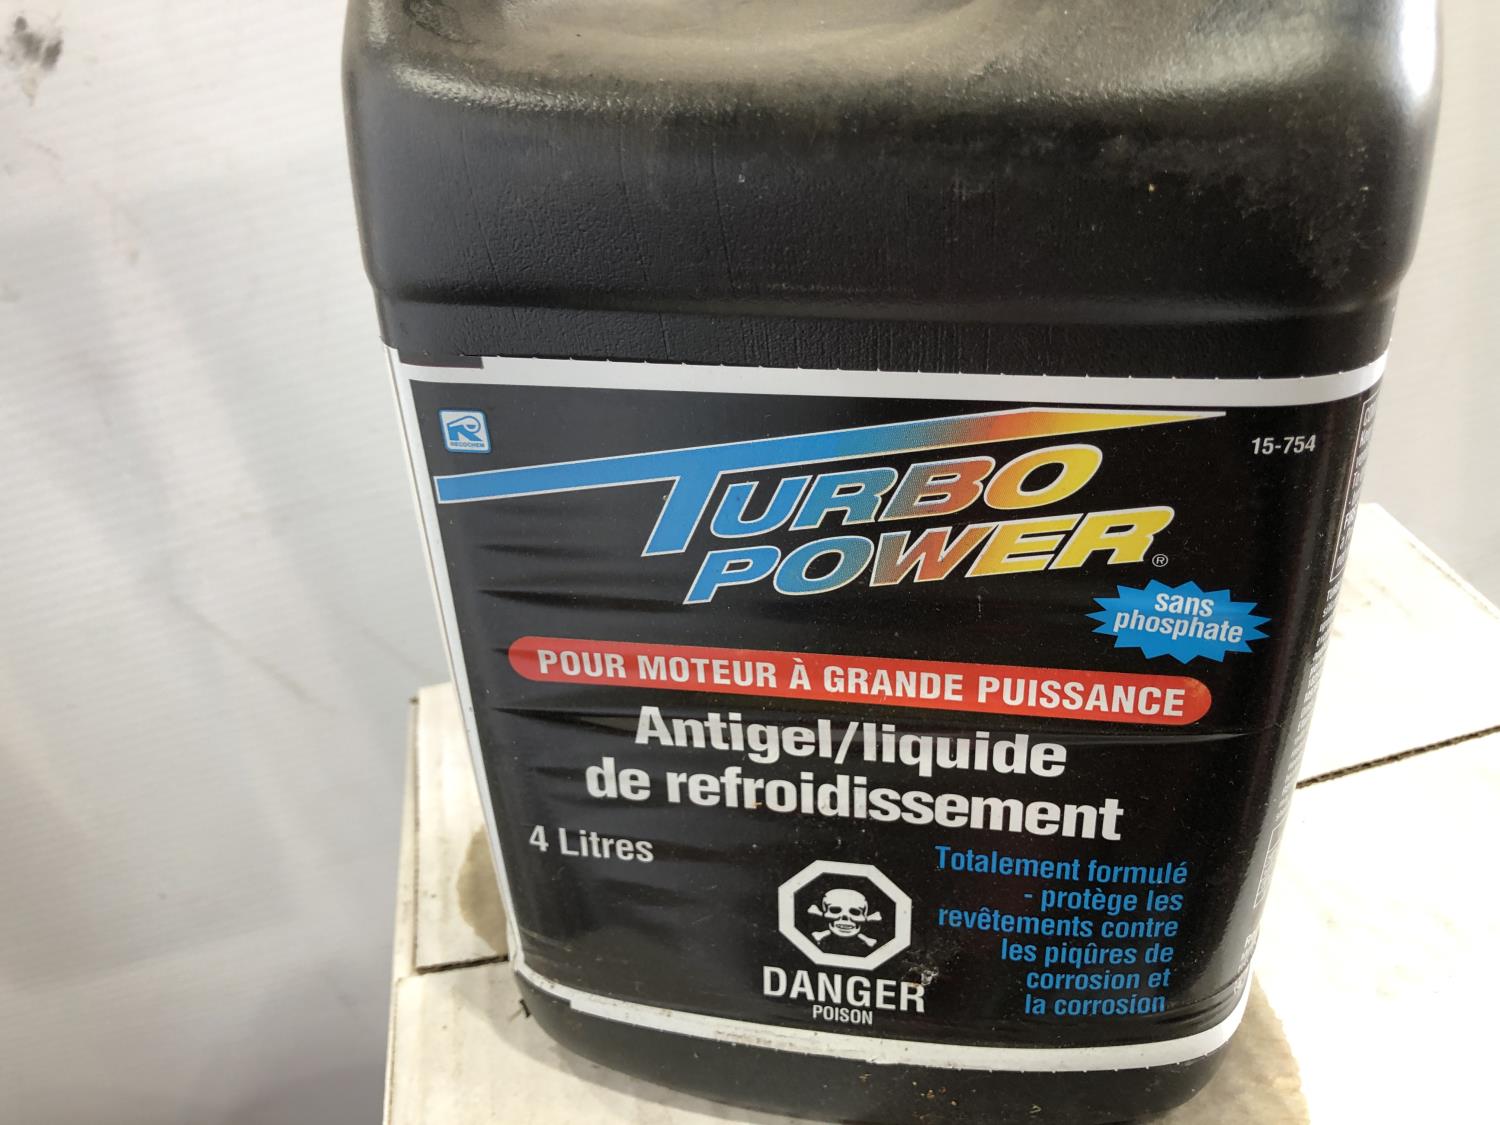 RECOCHEM
15-754
TURBO
POWER®
sans
phosphate
POUR MOTEUR À GRANDE PUISSANCE
Antigel/liquide
de refroidissement
4 Litres
Totalement formulé
- protège les
revêtements contre
les piqûres de
corrosion et
la corrosion
DANGER
POISON